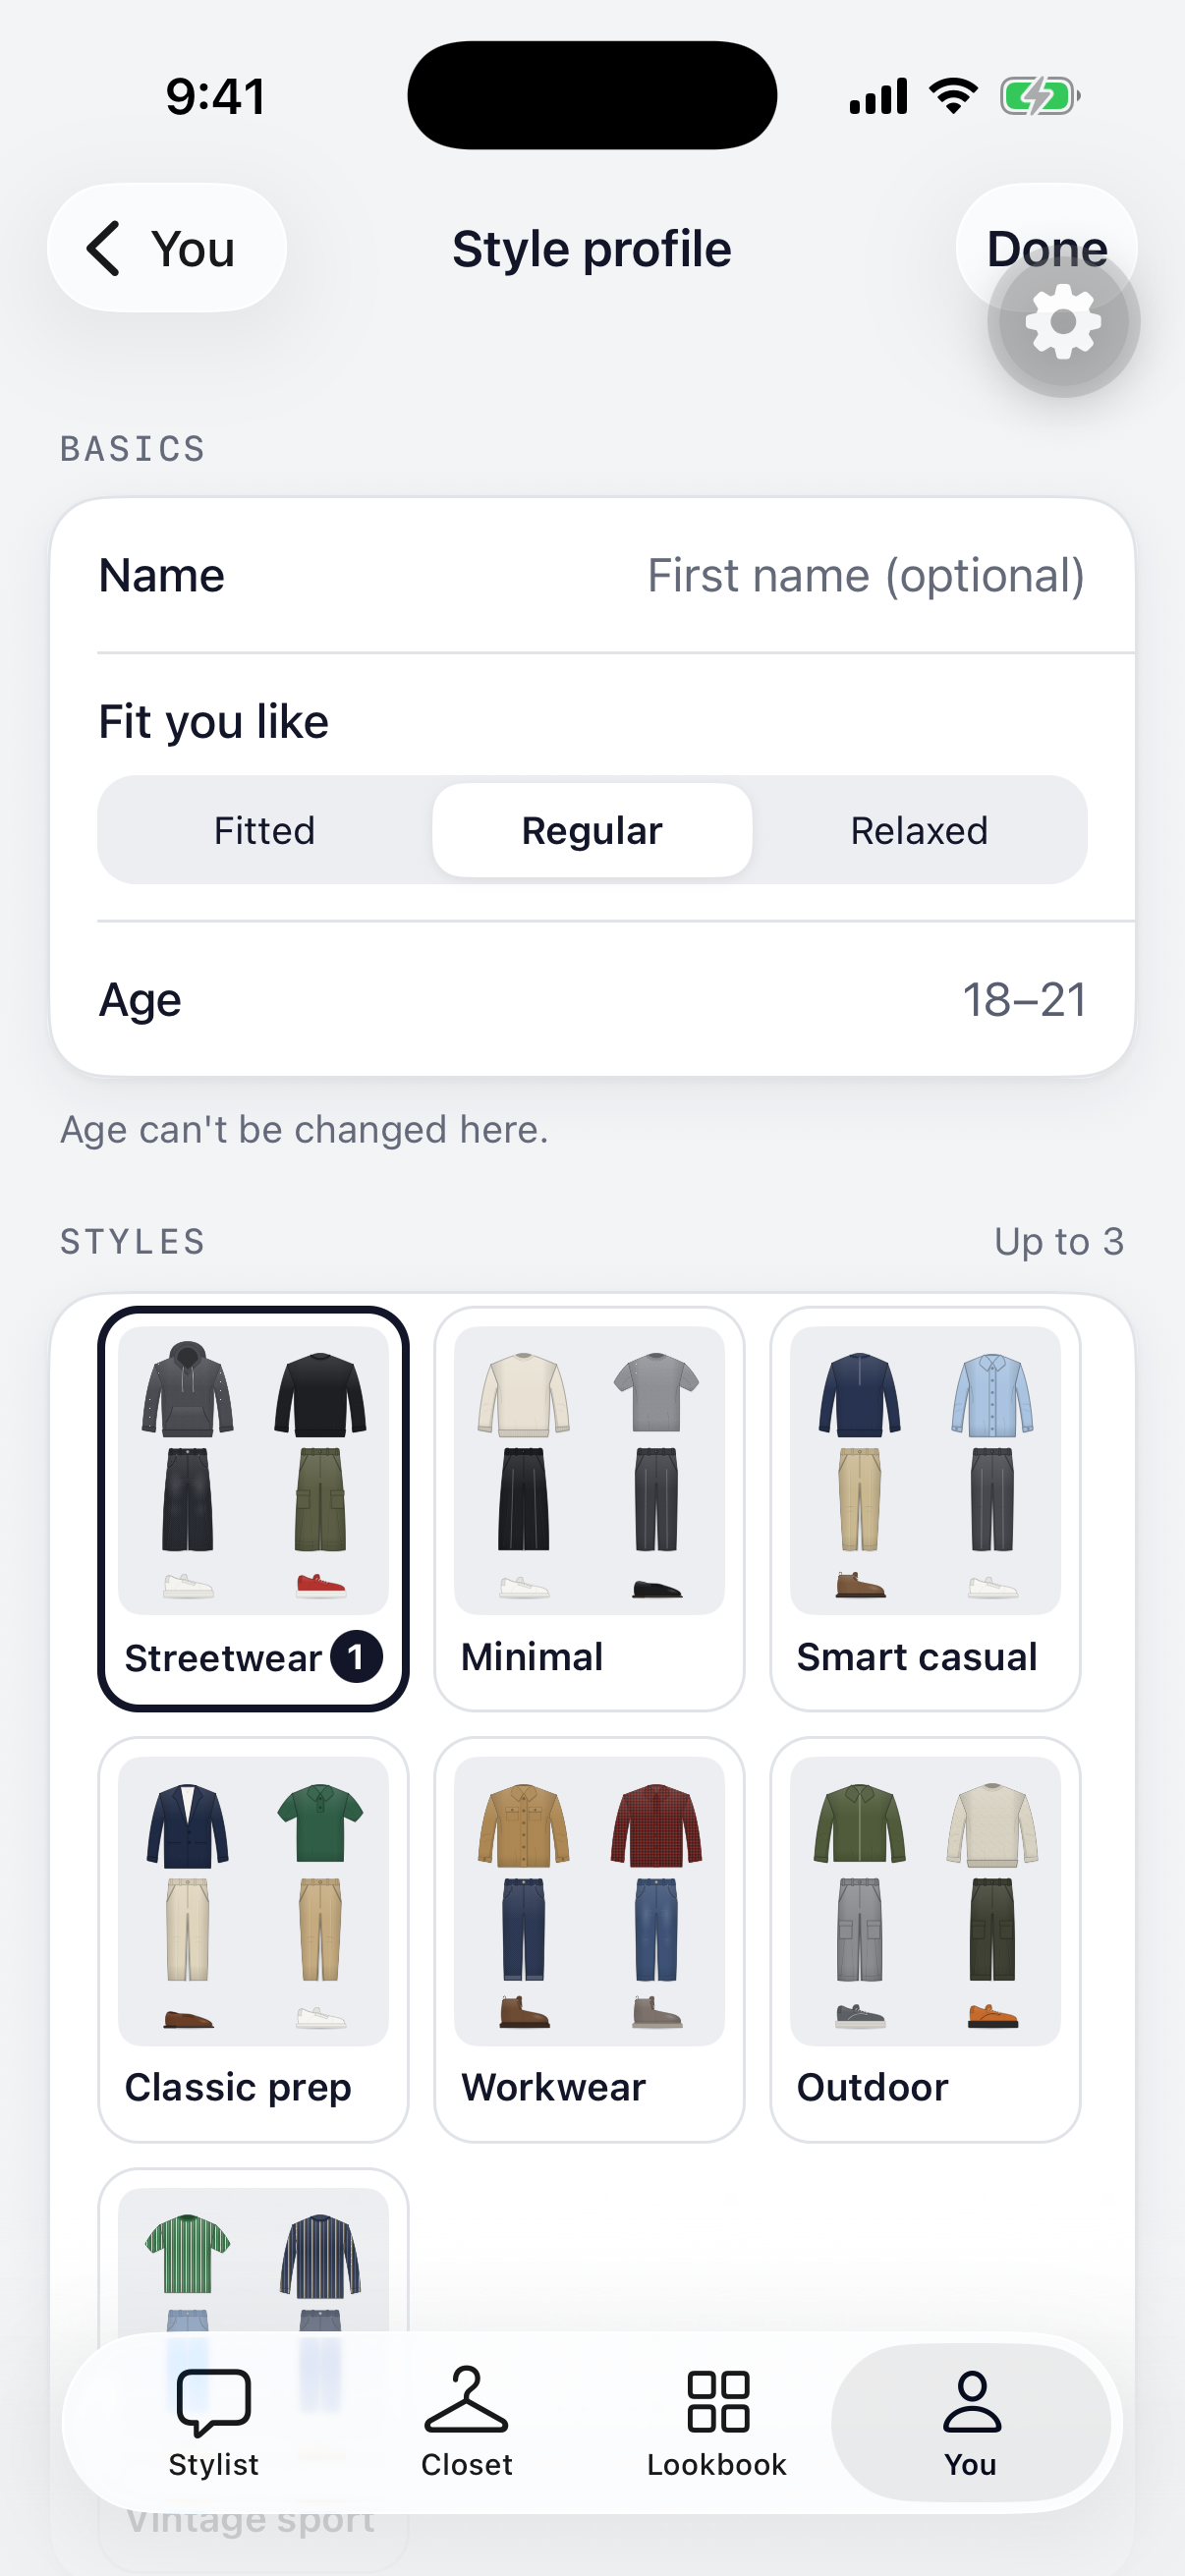 9:41
You
Style profile
Done
BASICS
Name
First name (optional)
Fit you like
Fitted
Regular
Relaxed
Age
18–21
Age can't be changed here.
STYLES
Up to 3
Streetwear 1
Minimal
Smart casual
Classic prep
Workwear
Outdoor
Vintage sport
Stylist
Closet
Lookbook
You